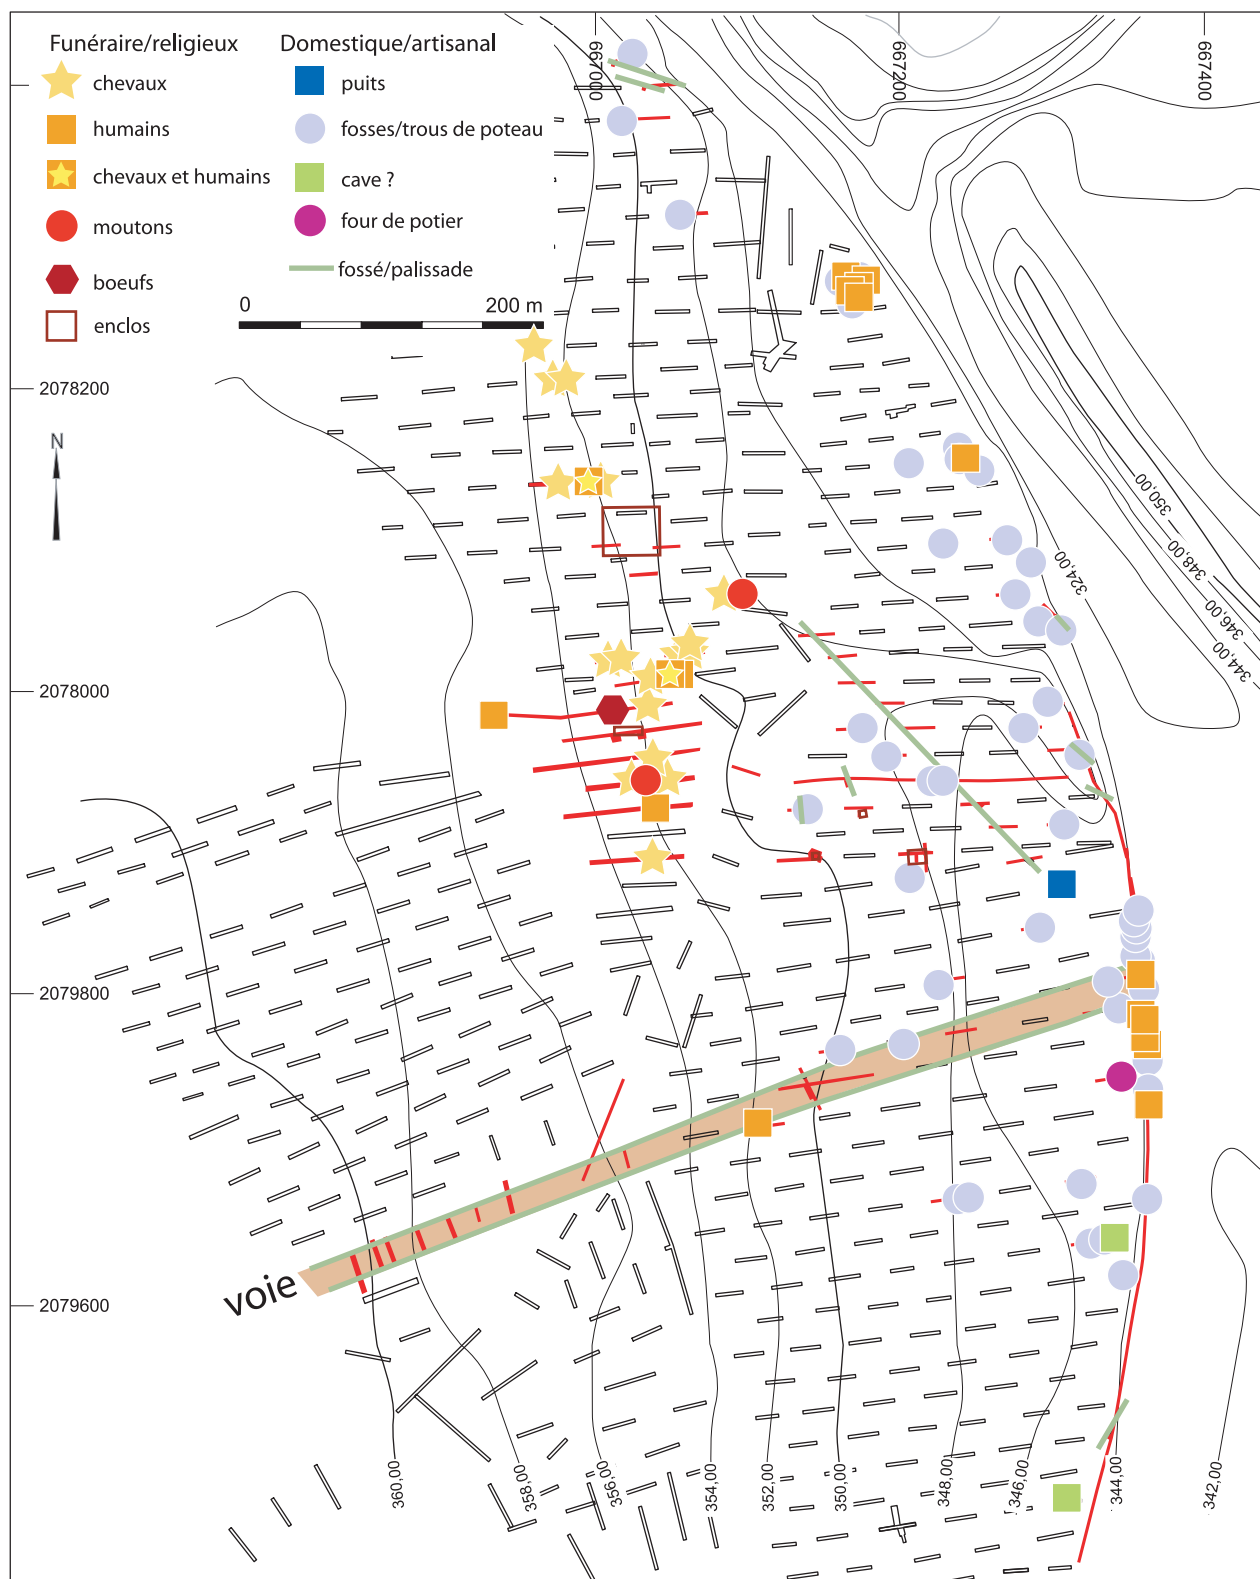 Funéraire/religieux
chevaux
humains
chevaux et humains
moutons
boeufs
enclos
Domestique/artisanal
puits
fosses/trous de poteau
cave ?
four de potier
fossé/palissade
0
200 m
667000
667200
667400
2078200
N
2078000
2079800
2079600
350,00
348,00
346,00
344,00
324,00
voie
360,00
358,00
356,00
354,00
352,00
350,00
348,00
346,00
344,00
342,00